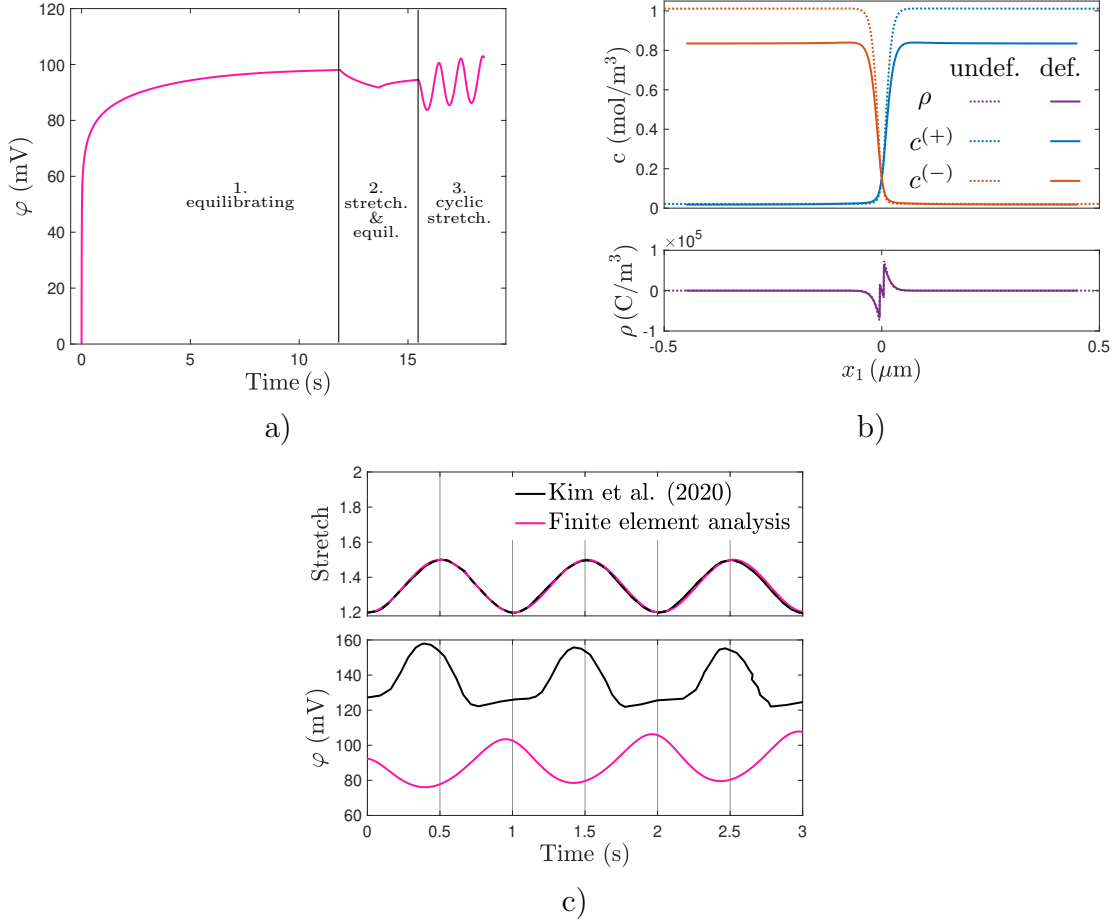 120
100
80
60
40
20
0
φ (mV)
1.
equilibrating
2.
stretch.
&
equil.
3.
cyclic
stretch.
0
5
10
15
Time (s)
a)
1
0.8
0.6
0.4
0.2
0
c (mol/m³)
undef. def.
ρ
c⁽⁺⁾
c⁽⁻⁾
×10⁵
1
0
-1
ρ (C/m³)
-0.5
0
0.5
x₁ (μm)
b)
2
1.8
1.6
1.4
1.2
Stretch
Kim et al. (2020)
Finite element analysis
160
140
120
100
80
60
φ (mV)
0
0.5
1
1.5
2
2.5
3
Time (s)
c)